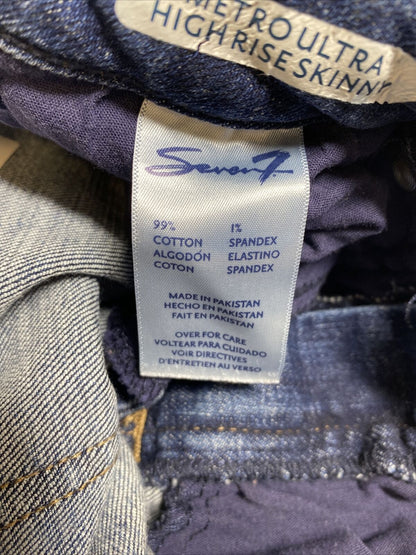 METRO ULTRA
HIGH RISE SKINNY
Seven7
99% 1%
COTTON SPANDEX
ALGODÓN ELASTINO
COTON SPANDEX
MADE IN PAKISTAN
HECHO EN PAKISTAN
FAIT EN PAKISTAN
OVER FOR CARE
VOLTEAR PARA CUIDADO
VOIR DIRECTIVES
D'ENTRETIEN AU VERSO